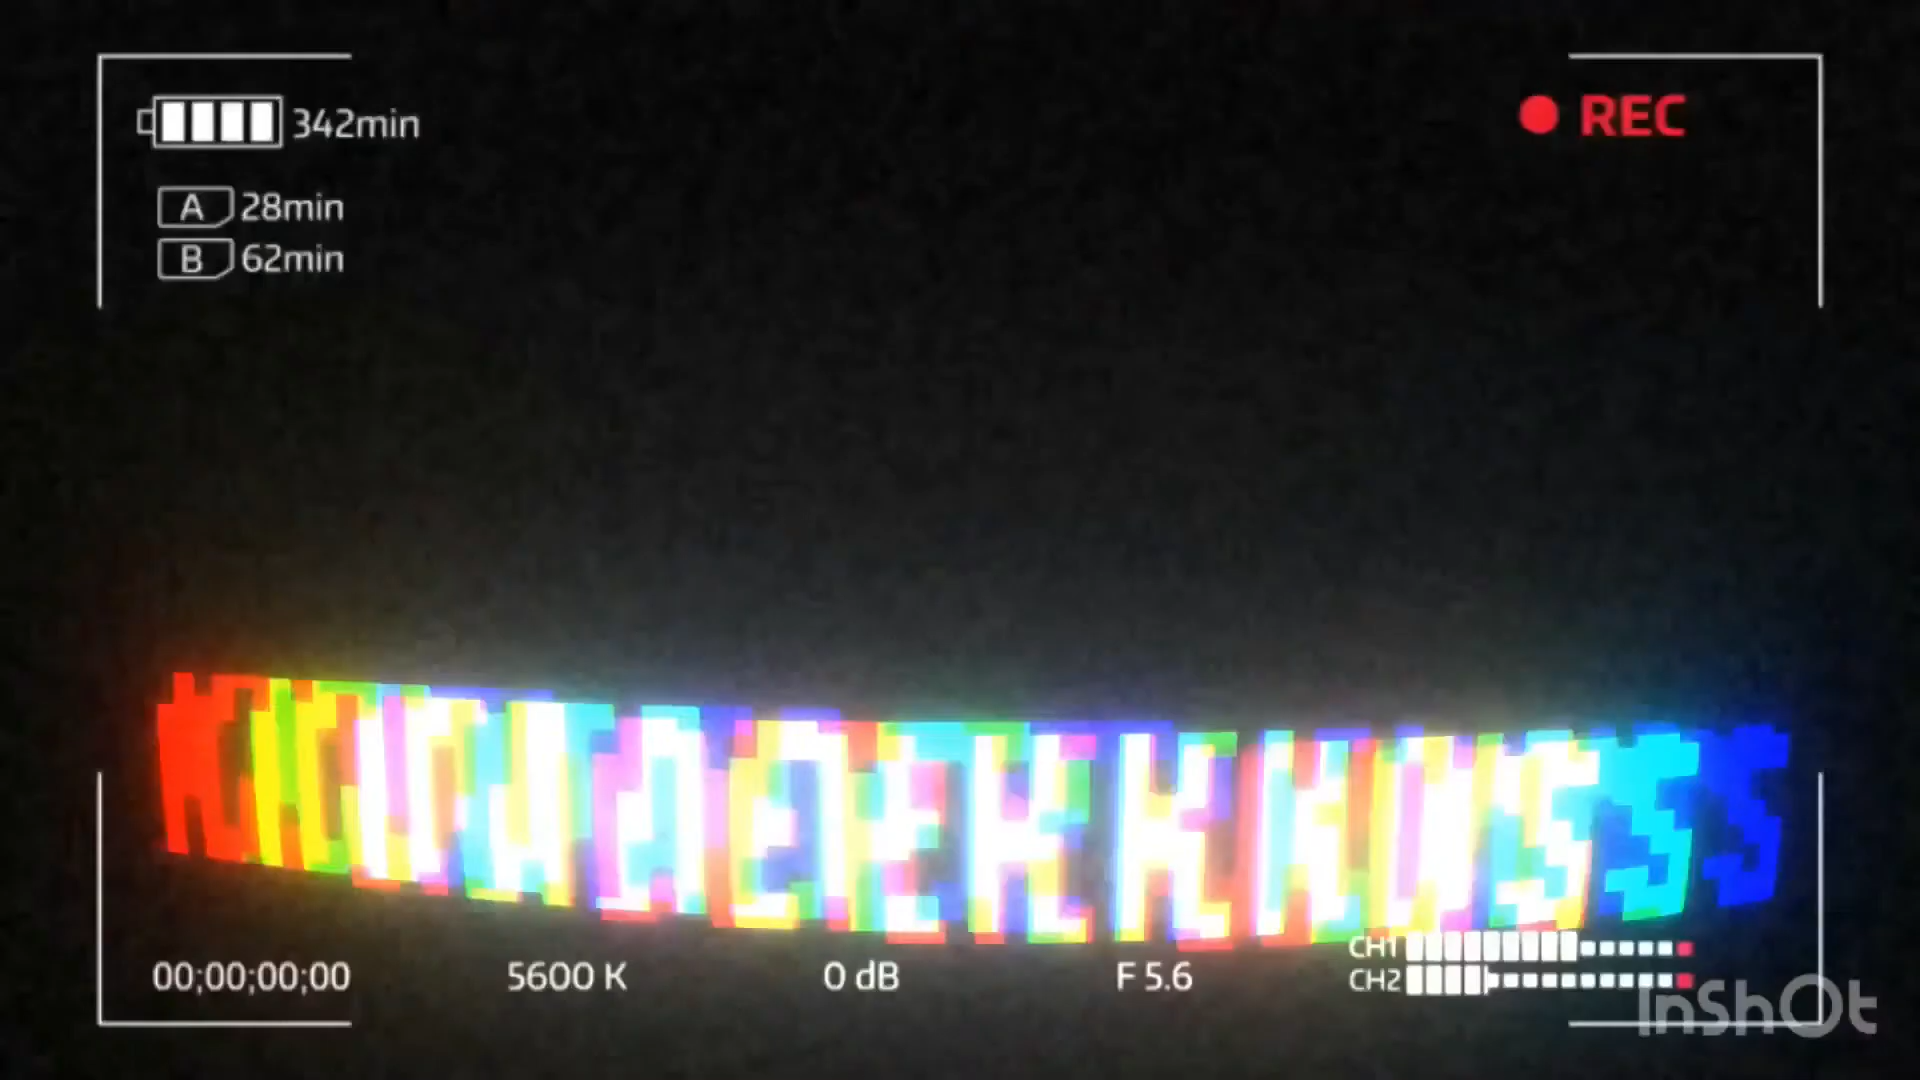 342min
REC
A 28min
B 62min
00;00;00;00
5600 K
0 dB
F 5.6
CH1
CH2
InShOt